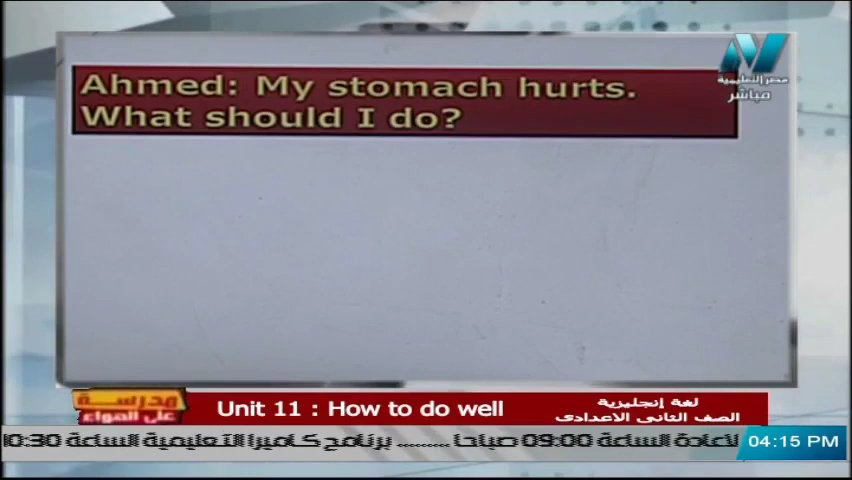 Ahmed: My stomach hurts.
What should I do?
مصر التعليمية
مباشر
مدرسة
على الهواء
Unit 11 : How to do well
لغة إنجليزية
الصف الثانى الاعدادى
لاعادة الساعة 09:00 صباحا ........ برنامج كاميرا التعليمية الساعة 10:30
04:15 PM